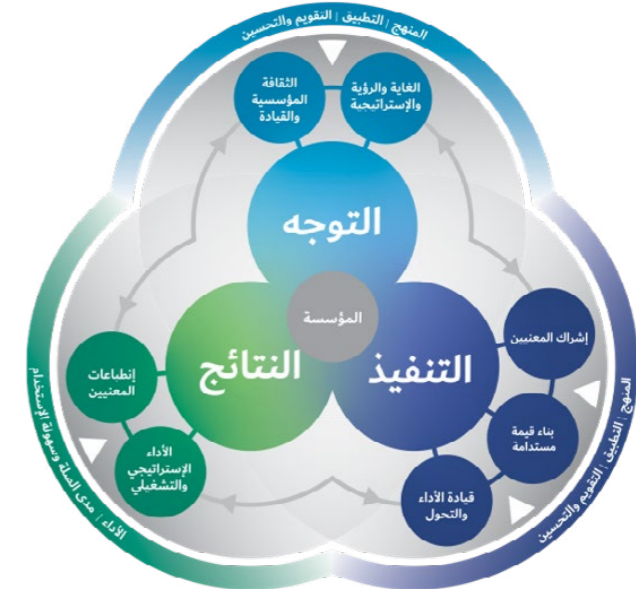 المنهج | التطبيق | التقويم والتحسين
الغاية والرؤية
والإستراتيجية
الثقافة
المؤسسية
والقيادة
التوجه
المؤسسة
التنفيذ
النتائج
إشراك المعنيين
بناء قيمة
مستدامة
قيادة الأداء
والتحول
المنهج | التطبيق | التقويم والتحسين
إنطباعات
المعنيين
الأداء
الإستراتيجي
والتشغيلي
الأداء | مدى الصلة وسهولة الإستخدام